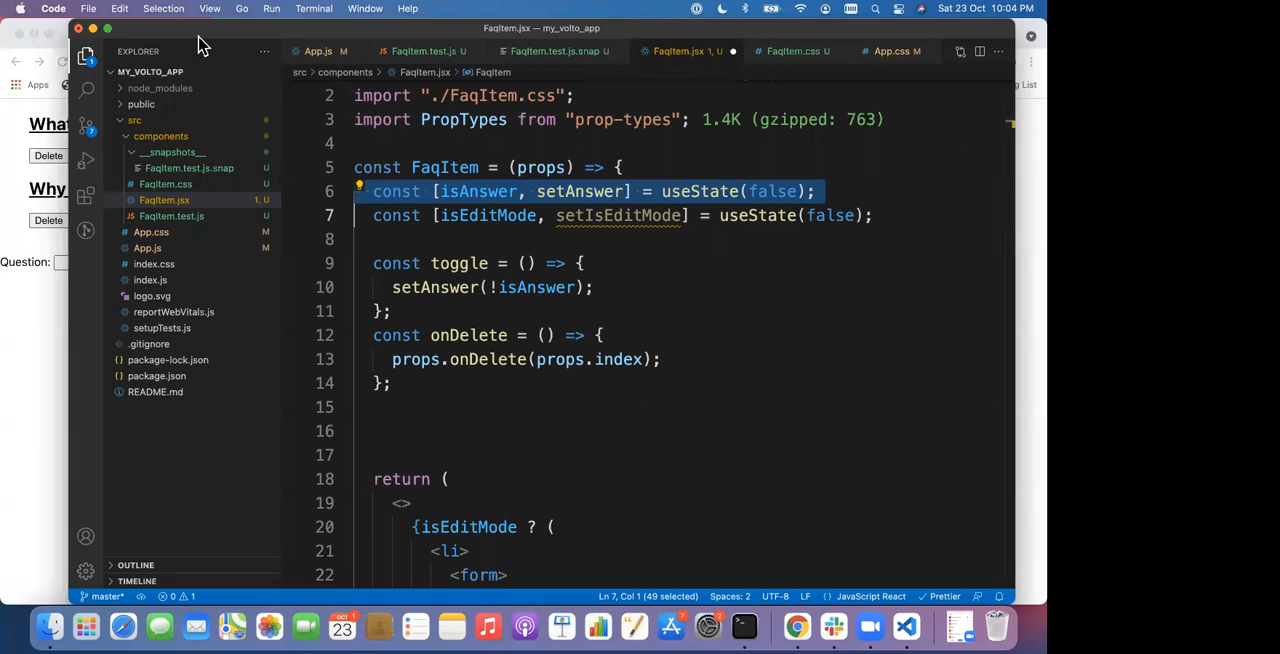 Code File Edit Selection View Go Run Terminal Window Help Sat 23 Oct 10:04 PM
FaqItem.jsx — my_volto_app
EXPLORER
App.js M
FaqItem.test.js U
FaqItem.test.js.snap U
FaqItem.jsx 1, U
FaqItem.css U
App.css M
MY_VOLTO_APP
src > components > FaqItem.jsx > FaqItem
node_modules
public
src
components
__snapshots__
FaqItem.test.js.snap U
FaqItem.css U
FaqItem.jsx 1, U
FaqItem.test.js U
App.css M
App.js M
index.css
index.js
logo.svg
reportWebVitals.js
setupTests.js
.gitignore
package-lock.json
package.json
README.md
OUTLINE
TIMELINE
1
7
2 import "./FaqItem.css";
3 import PropTypes from "prop-types"; 1.4K (gzipped: 763)
4
5 const FaqItem = (props) => {
6 const [isAnswer, setAnswer] = useState(false);
7 const [isEditMode, setIsEditMode] = useState(false);
8
9 const toggle = () => {
10 setAnswer(!isAnswer);
11 };
12 const onDelete = () => {
13 props.onDelete(props.index);
14 };
15
16
17
18 return (
19 <>
20 {isEditMode ? (
21 <li>
22 <form>
master* 0 1 Ln 7, Col 1 (49 selected) Spaces: 2 UTF-8 LF {} JavaScript React Prettier
Apps
g List
What
Delete
Why
Delete
Question:
OCT
23
7
2